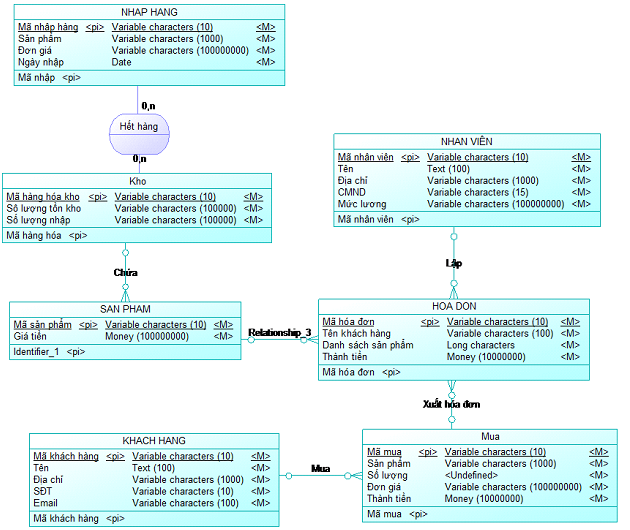 NHAP HANG
Mã nhập hàng <pi> Variable characters (10) <M>
Sản phẩm Variable characters (1000) <M>
Đơn giá Variable characters (100000000) <M>
Ngày nhập Date <M>
Mã nhập <pi>
0,n
Hết hàng
0,n
NHAN VIÊN
Mã nhân viên <pi> Variable characters (10) <M>
Tên Text (100) <M>
Địa chỉ Variable characters (1000) <M>
CMND Variable characters (15) <M>
Mức lương Variable characters (100000000) <M>
Mã nhân viên <pi>
Kho
Mã hàng hóa kho <pi> Variable characters (10) <M>
Số lượng tồn kho Variable characters (100000) <M>
Số lượng nhập Variable characters (100000) <M>
Mã hàng hóa <pi>
Chứa
Lập
SAN PHAM
Mã sản phẩm <pi> Variable characters (10) <M>
Giá tiền Money (10000000) <M>
Identifier_1 <pi>
Relationship_3
HOA DON
Mã hóa đơn <pi> Variable characters (10) <M>
Tên khách hàng Variable characters (100) <M>
Danh sách sản phẩm Long characters <M>
Thành tiền Money (10000000) <M>
Mã hóa đơn <pi>
Xuất hóa đơn
KHACH HANG
Mã khách hàng <pi> Variable characters (10) <M>
Tên Text (100) <M>
Địa chỉ Variable characters (1000) <M>
SĐT Variable characters (10) <M>
Email Variable characters (100) <M>
Mã khách hàng <pi>
Mua
Mua
Mã mua <pi> Variable characters (10) <M>
Sản phẩm Variable characters (1000) <M>
Số lượng <Undefined> <M>
Đơn giá Variable characters (100000000) <M>
Thành tiền Money (10000000) <M>
Mã mua <pi>